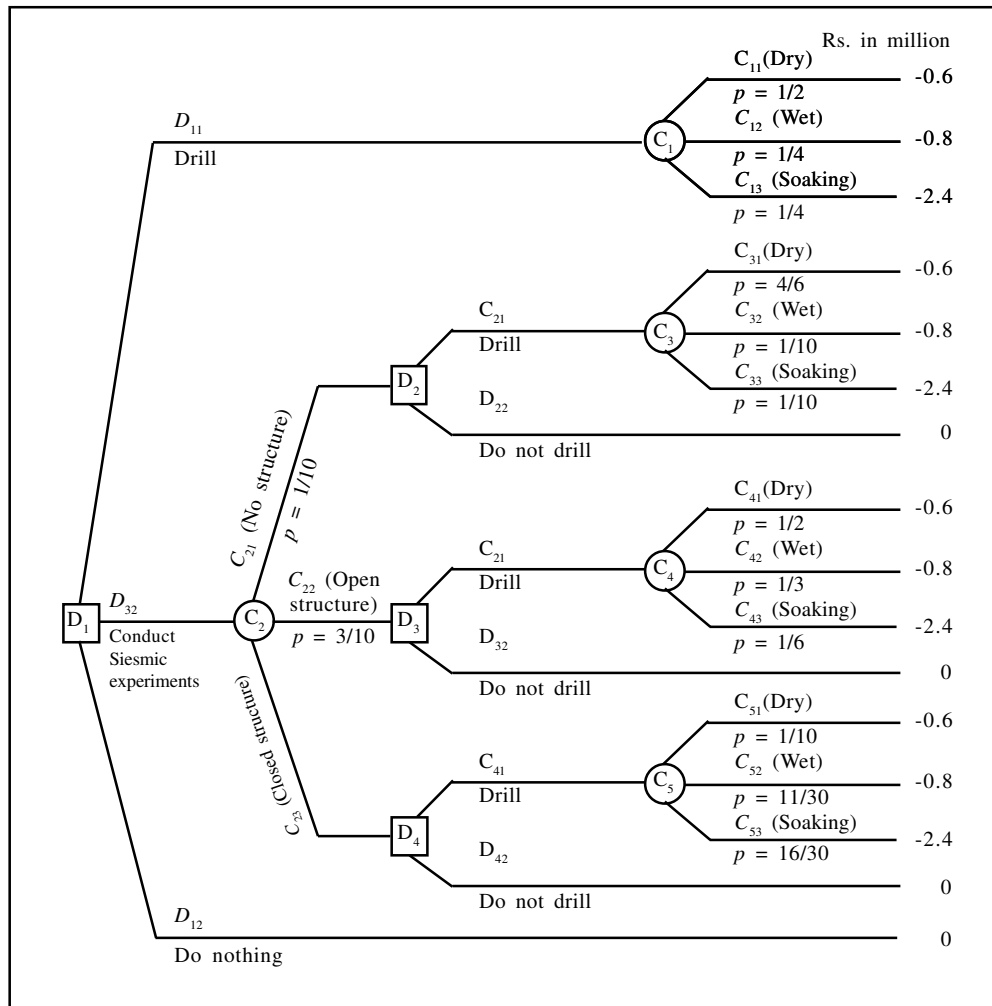 Rs. in million
C₁₁(Dry)
-0.6
p = 1/2
C₁₂ (Wet)
D₁₁
Drill
C₁
-0.8
p = 1/4
C₁₃ (Soaking)
-2.4
p = 1/4
C₃₁(Dry)
-0.6
p = 4/6
C₃₂ (Wet)
C₂₁
Drill
C₃
-0.8
p = 1/10
C₃₃ (Soaking)
-2.4
p = 1/10
D₂
D₂₂
Do not drill
0
C₂₁ (No structure)
p = 1/10
C₄₁(Dry)
-0.6
p = 1/2
C₄₂ (Wet)
C₂₁
Drill
C₄
-0.8
p = 1/3
C₄₃ (Soaking)
-2.4
p = 1/6
D₁
D₃₂
Conduct
Siesmic
experiments
C₂
C₂₂ (Open
structure)
p = 3/10
D₃
D₃₂
Do not drill
0
C₂₃ (Closed structure)
C₅₁(Dry)
-0.6
p = 1/10
C₅₂ (Wet)
C₄₁
Drill
C₅
-0.8
p = 11/30
C₅₃ (Soaking)
-2.4
p = 16/30
D₄
D₄₂
Do not drill
0
D₁₂
Do nothing
0